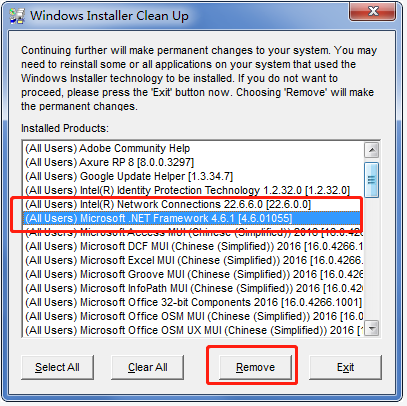 Windows Installer Clean Up
Continuing further will make permanent changes to your system. You may
need to reinstall some or all applications on your system that used the
Windows Installer technology to be installed. If you do not want to
proceed, please press the 'Exit' button now. Choosing 'Remove' will make
the permanent changes.
Installed Products:
(All Users) Adobe Community Help
(All Users) Axure RP 8 [8.0.0.3297]
(All Users) Google Update Helper [1.3.34.7]
(All Users) Intel(R) Identity Protection Technology 1.2.32.0 [1.2.32.0]
(All Users) Intel(R) Network Connections 22.6.6.0 [22.6.0.0]
(All Users) Microsoft .NET Framework 4.6.1 [4.6.01055]
(All Users) Microsoft Access MUI (Chinese (Simplified)) 2016 [16.0.4266.
(All Users) Microsoft DCF MUI (Chinese (Simplified)) 2016 [16.0.4266.1
(All Users) Microsoft Excel MUI (Chinese (Simplified)) 2016 [16.0.4266.
(All Users) Microsoft Groove MUI (Chinese (Simplified)) 2016 [16.0.4266
(All Users) Microsoft InfoPath MUI (Chinese (Simplified)) 2016 [16.0.426
(All Users) Microsoft Office 32-bit Components 2016 [16.0.4266.1001]
(All Users) Microsoft Office OSM MUI (Chinese (Simplified)) 2016 [16.0.4
(All Users) Microsoft Office OSM UX MUI (Chinese (Simplified)) 2016 [16
Select All
Clear All
Remove
Exit